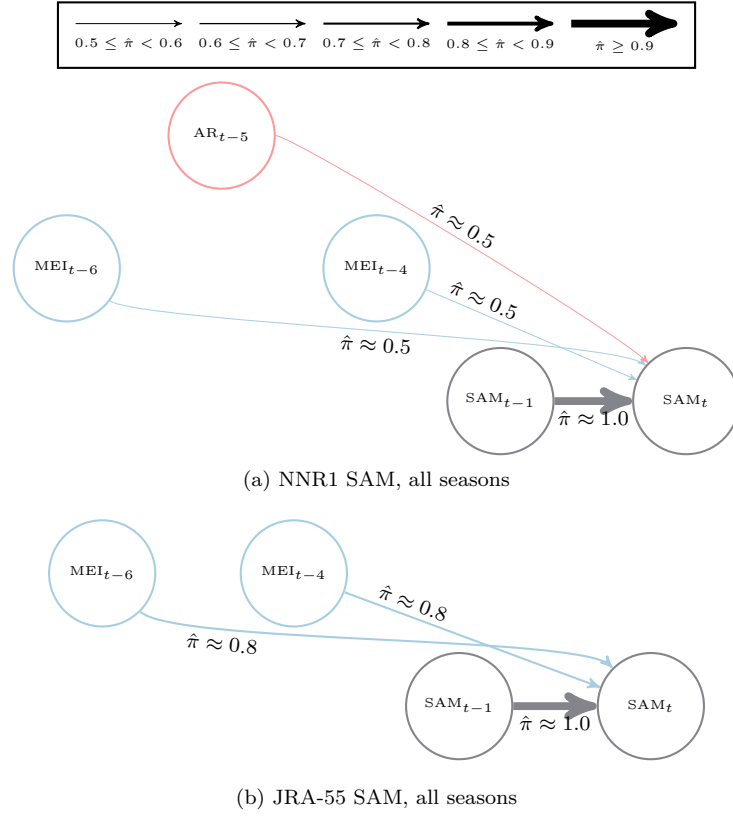 0.5 ≤ π̂ < 0.6 0.6 ≤ π̂ < 0.7 0.7 ≤ π̂ < 0.8 0.8 ≤ π̂ < 0.9 π̂ ≥ 0.9
AR_{t−5}
π̂ ≈ 0.5
MEI_{t−6} MEI_{t−4}
π̂ ≈ 0.5
π̂ ≈ 0.5
SAM_{t−1} SAM_t
π̂ ≈ 1.0
(a) NNR1 SAM, all seasons
MEI_{t−6} MEI_{t−4}
π̂ ≈ 0.8
π̂ ≈ 0.8
SAM_{t−1} SAM_t
π̂ ≈ 1.0
(b) JRA-55 SAM, all seasons